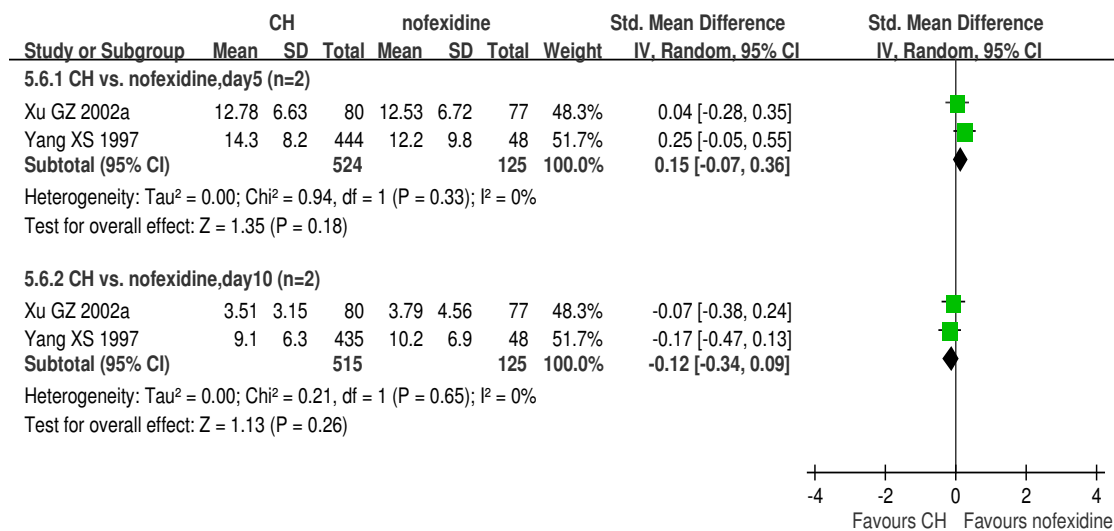 CH nofexidine Std. Mean Difference Std. Mean Difference
Study or Subgroup Mean SD Total Mean SD Total Weight IV, Random, 95% CI IV, Random, 95% CI
5.6.1 CH vs. nofexidine,day5 (n=2)
Xu GZ 2002a 12.78 6.63 80 12.53 6.72 77 48.3% 0.04 [-0.28, 0.35]
Yang XS 1997 14.3 8.2 444 12.2 9.8 48 51.7% 0.25 [-0.05, 0.55]
Subtotal (95% CI) 524 125 100.0% 0.15 [-0.07, 0.36]
Heterogeneity: Tau² = 0.00; Chi² = 0.94, df = 1 (P = 0.33); I² = 0%
Test for overall effect: Z = 1.35 (P = 0.18)
5.6.2 CH vs. nofexidine,day10 (n=2)
Xu GZ 2002a 3.51 3.15 80 3.79 4.56 77 48.3% -0.07 [-0.38, 0.24]
Yang XS 1997 9.1 6.3 435 10.2 6.9 48 51.7% -0.17 [-0.47, 0.13]
Subtotal (95% CI) 515 125 100.0% -0.12 [-0.34, 0.09]
Heterogeneity: Tau² = 0.00; Chi² = 0.21, df = 1 (P = 0.65); I² = 0%
Test for overall effect: Z = 1.13 (P = 0.26)
-4 -2 0 2 4
Favours CH Favours nofexidine